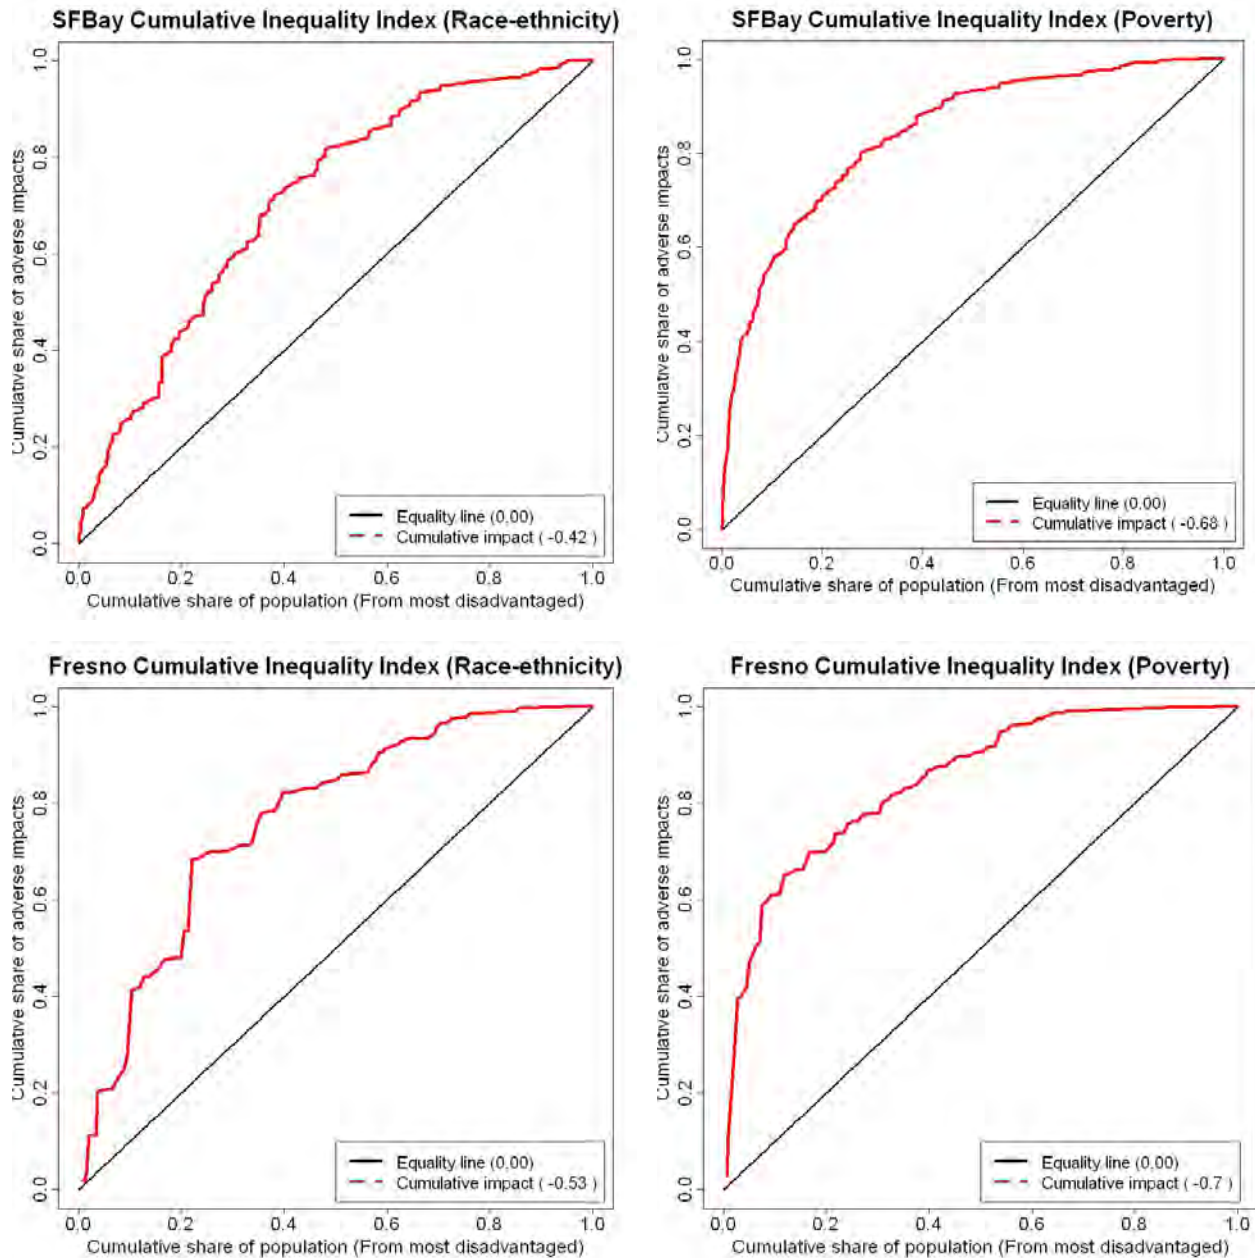 SFBay Cumulative Inequality Index (Race-ethnicity)
Cumulative share of adverse impacts
1.0
0.8
0.6
0.4
0.2
0.0
Equality line (0.00)
Cumulative impact ( -0.42 )
0.0 0.2 0.4 0.6 0.8 1.0
Cumulative share of population (From most disadvantaged)
SFBay Cumulative Inequality Index (Poverty)
Cumulative share of adverse impacts
1.0
0.8
0.6
0.4
0.2
0.0
Equality line (0.00)
Cumulative impact ( -0.68 )
0.0 0.2 0.4 0.6 0.8 1.0
Cumulative share of population (From most disadvantaged)
Fresno Cumulative Inequality Index (Race-ethnicity)
Cumulative share of adverse impacts
1.0
0.8
0.6
0.4
0.2
0.0
Equality line (0.00)
Cumulative impact ( -0.53 )
0.0 0.2 0.4 0.6 0.8 1.0
Cumulative share of population (From most disadvantaged)
Fresno Cumulative Inequality Index (Poverty)
Cumulative share of adverse impacts
1.0
0.8
0.6
0.4
0.2
0.0
Equality line (0.00)
Cumulative impact ( -0.7 )
0.0 0.2 0.4 0.6 0.8 1.0
Cumulative share of population (From most disadvantaged)